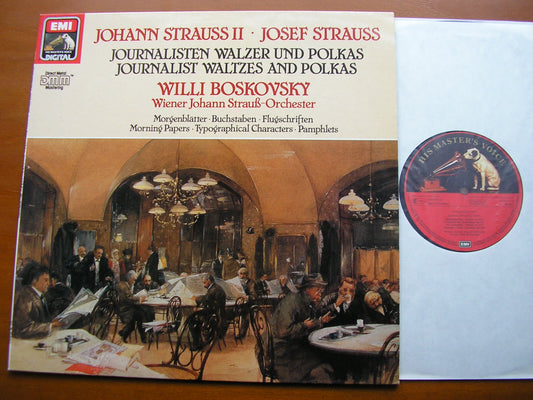 EMI
DIGITAL
Direct Metal
DMM
Mastering
JOHANN STRAUSS II · JOSEF STRAUSS
JOURNALISTEN WALZER UND POLKAS
JOURNALIST WALTZES AND POLKAS
WILLI BOSKOVSKY
Wiener Johann Strauß-Orchester
Morgenblätter · Buchstaben · Flugschriften
Morning Papers · Typographical Characters · Pamphlets
HIS MASTER'S VOICE
EMI